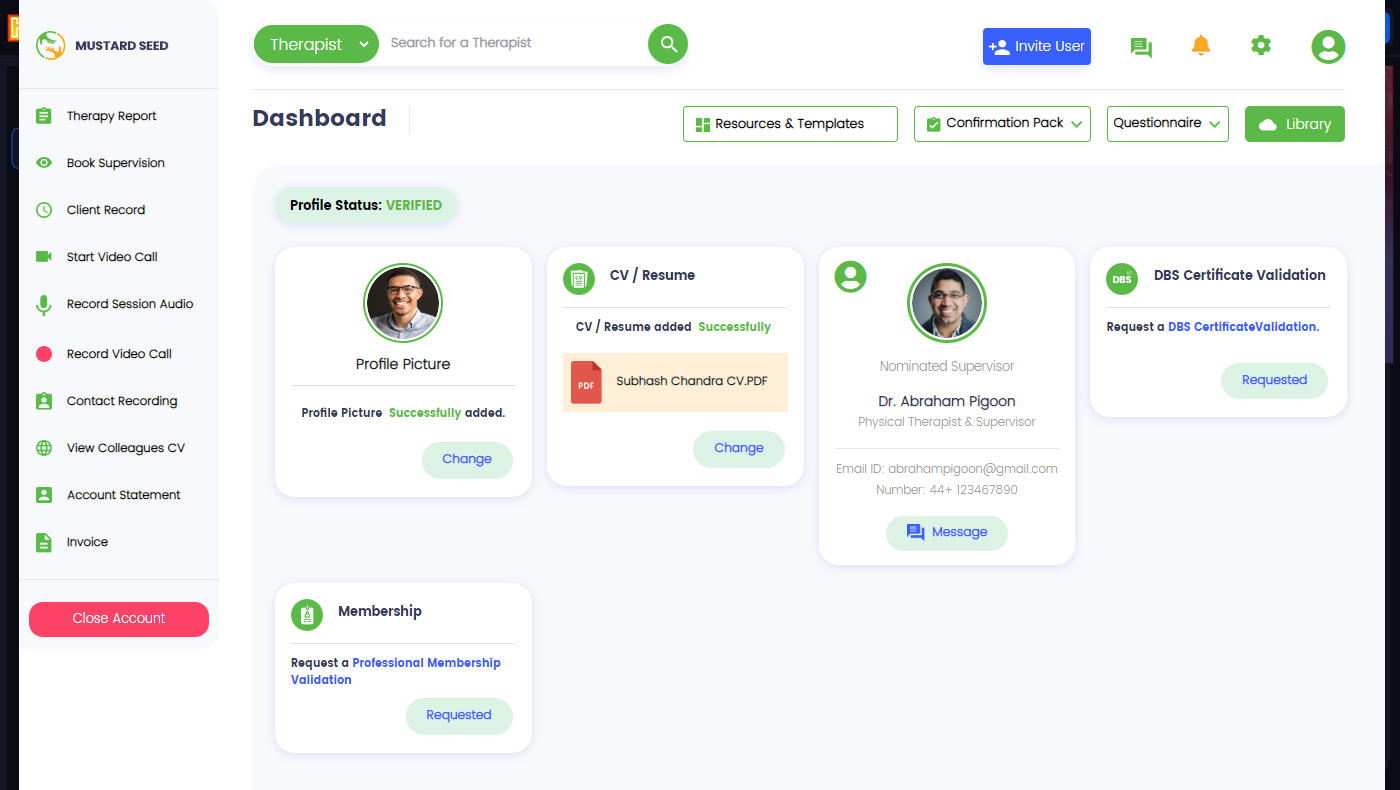 MUSTARD SEED
Therapist
Search for a Therapist
Invite User
Therapy Report
Book Supervision
Client Record
Start Video Call
Record Session Audio
Record Video Call
Contact Recording
View Colleagues CV
Account Statement
Invoice
Close Account
Dashboard
Resources & Templates
Confirmation Pack
Questionnaire
Library
Profile Status: VERIFIED
Profile Picture
Profile Picture Successfully added.
Change
CV
CV / Resume
CV / Resume added Successfully
PDF
Subhash Chandra CV.PDF
Change
Nominated Supervisor
Dr. Abraham Pigoon
Physical Therapist & Supervisor
Email ID: abrahampigoon@gmail.com
Number: 44+ 123467890
Message
DBS
DBS Certificate Validation
Request a DBS CertificateValidation.
Requested
Membership
Request a Professional Membership
Validation
Requested